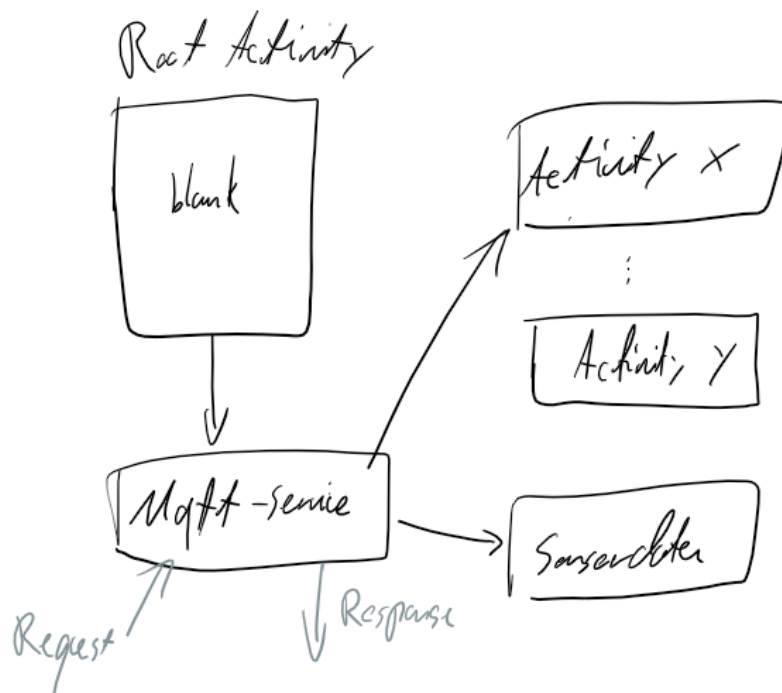 Root Activity
blank
Activity X
Activity Y
Mqtt-service
Sensordaten
Request
Response